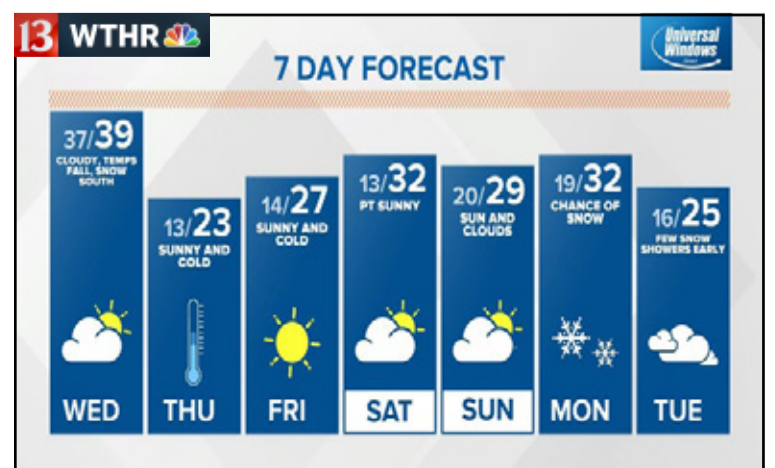 13 WTHR
Universal
Windows
7 DAY FORECAST
37/39
CLOUDY, TEMPS
FALL, SNOW
SOUTH
WED
13/23
SUNNY AND
COLD
THU
14/27
SUNNY AND
COLD
FRI
13/32
PT SUNNY
SAT
20/29
SUN AND
CLOUDS
SUN
19/32
CHANCE OF
SNOW
MON
16/25
FEW SNOW
SHOWERS EARLY
TUE